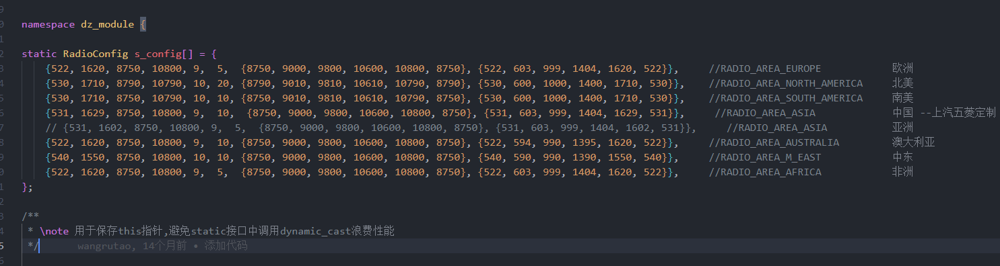 namespace dz_module {
static RadioConfig s_config[] = {
{522, 1620, 8750, 10800, 9,  5,  {8750, 9000, 9800, 10600, 10800, 8750}, {522, 603, 999, 1404, 1620, 522}},     //RADIO_AREA_EUROPE            欧洲
{530, 1710, 8790, 10790, 10, 20, {8790, 9010, 9810, 10610, 10790, 8790}, {530, 600, 1000, 1400, 1710, 530}},    //RADIO_AREA_NORTH_AMERICA     北美
{530, 1710, 8750, 10790, 10, 10, {8750, 9010, 9810, 10610, 10790, 8750}, {530, 600, 1000, 1400, 1710, 530}},    //RADIO_AREA_SOUTH_AMERICA     南美
{531, 1629, 8750, 10800, 9,  10,  {8750, 9000, 9800, 10600, 10800, 8750}, {531, 603, 999, 1404, 1629, 531}},     //RADIO_AREA_ASIA             中国 --上汽五菱定制
// {531, 1602, 8750, 10800, 9,  5,  {8750, 9000, 9800, 10600, 10800, 8750}, {531, 603, 999, 1404, 1602, 531}},     //RADIO_AREA_ASIA           亚洲
{522, 1620, 8750, 10800, 9,  10, {8750, 9000, 9800, 10600, 10800, 8750}, {522, 594, 990, 1395, 1620, 522}},     //RADIO_AREA_AUSTRALIA         澳大利亚
{540, 1550, 8750, 10800, 10, 10, {8750, 9000, 9800, 10600, 10800, 8750}, {540, 590, 990, 1390, 1550, 540}},     //RADIO_AREA_M_EAST            中东
{522, 1620, 8750, 10800, 9,  5,  {8750, 9000, 9800, 10600, 10800, 8750}, {522, 603, 999, 1404, 1620, 522}},     //RADIO_AREA_AFRICA            非洲
};
/**
* \note 用于保存this指针,避免static接口中调用dynamic_cast浪费性能
*/ wangrutao, 14个月前 • 添加代码